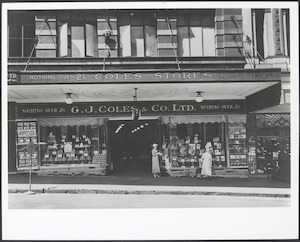 NOTHING OVER 2/6 COLES STORES
NOTHING OVER 2/6 G. J. COLES & CO. LTD. NOTHING OVER 2/6